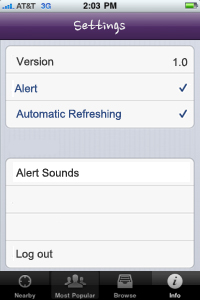 AT&T 3G 2:03 PM
Settings
Version 1.0
Alert
Automatic Refreshing
Alert Sounds
Log out
Nearby Most Popular Browse Info